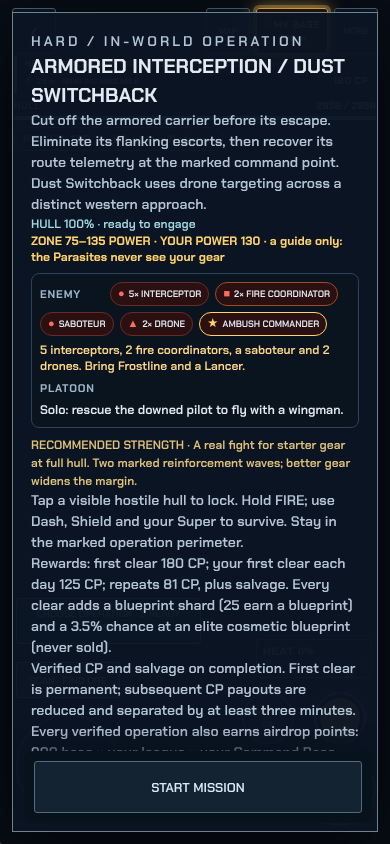 HARD / IN-WORLD OPERATION
ARMORED INTERCEPTION / DUST
SWITCHBACK
Cut off the armored carrier before its escape.
Eliminate its flanking escorts, then recover its
route telemetry at the marked command point.
Dust Switchback uses drone targeting across a
distinct western approach.
HULL 100% · ready to engage
ZONE 75–135 POWER · YOUR POWER 130 · a guide only:
the Parasites never see your gear
ENEMY
5× INTERCEPTOR
2× FIRE COORDINATOR
SABOTEUR
2× DRONE
AMBUSH COMMANDER
5 interceptors, 2 fire coordinators, a saboteur and 2
drones. Bring Frostline and a Lancer.
PLATOON
Solo: rescue the downed pilot to fly with a wingman.
RECOMMENDED STRENGTH · A real fight for starter gear
at full hull. Two marked reinforcement waves; better gear
widens the margin.
Tap a visible hostile hull to lock. Hold FIRE; use
Dash, Shield and your Super to survive. Stay in
the marked operation perimeter.
Rewards: first clear 180 CP; your first clear each
day 125 CP; repeats 81 CP, plus salvage. Every
clear adds a blueprint shard (25 earn a blueprint)
and a 3.5% chance at an elite cosmetic blueprint
(never sold).
Verified CP and salvage on completion. First clear
is permanent; subsequent CP payouts are
reduced and separated by at least three minutes.
Every verified operation also earns airdrop points:
START MISSION